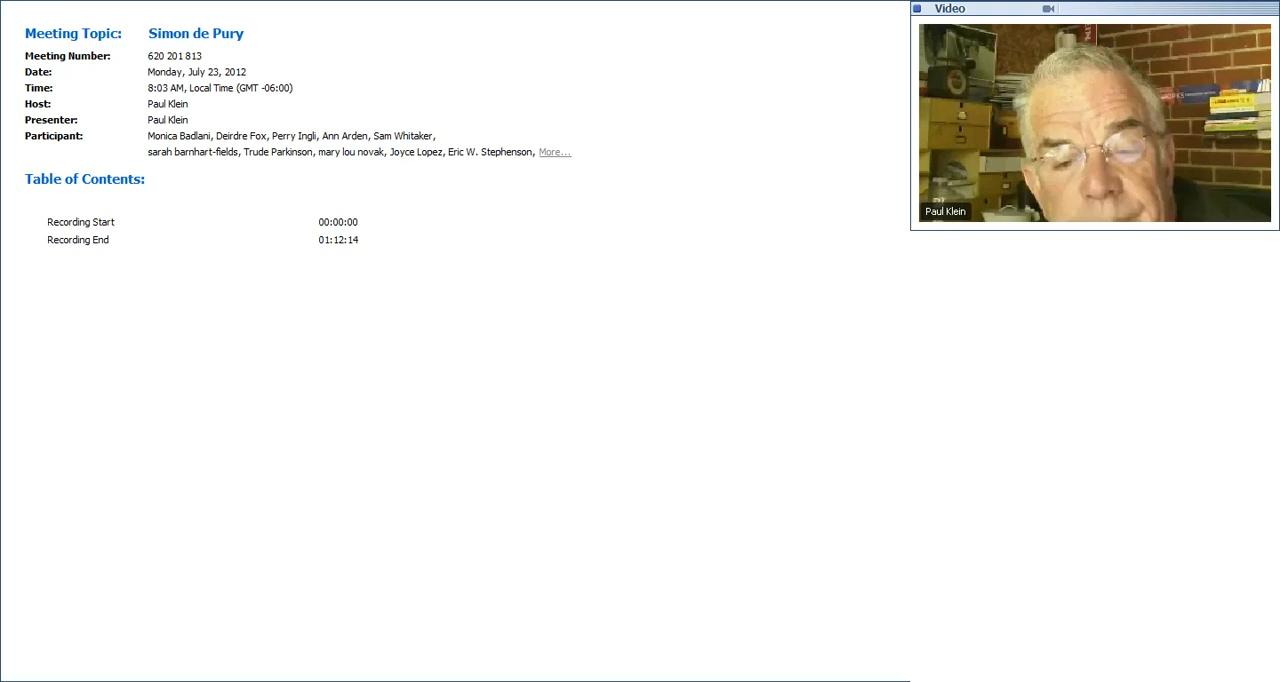 Meeting Topic: Simon de Pury
Meeting Number: 620 201 813
Date: Monday, July 23, 2012
Time: 8:03 AM, Local Time (GMT -06:00)
Host: Paul Klein
Presenter: Paul Klein
Participant: Monica Badlani, Deirdre Fox, Perry Ingli, Ann Arden, Sam Whitaker,
sarah barnhart-fields, Trude Parkinson, mary lou novak, Joyce Lopez, Eric W. Stephenson, More...
Table of Contents:
Recording Start 00:00:00
Recording End 01:12:14
Video
Paul Klein